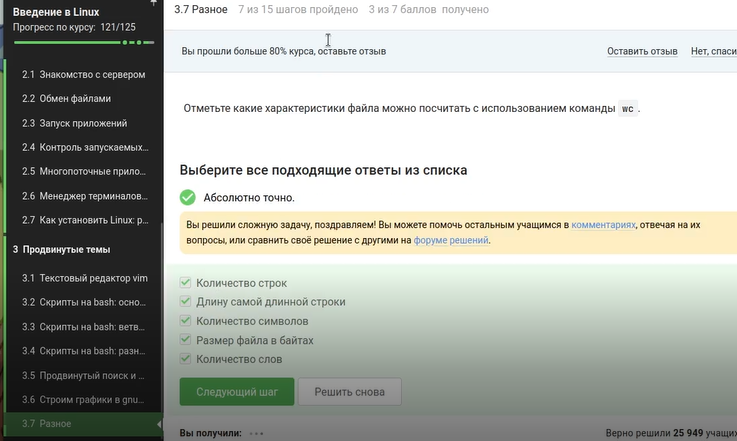 Введение в Linux
Прогресс по курсу: 121/125
2.1 Знакомство с сервером
2.2 Обмен файлами
2.3 Запуск приложений
2.4 Контроль запускаемых...
2.5 Многопоточные прило...
2.6 Менеджер терминалов...
2.7 Как установить Linux: р...
3 Продвинутые темы
3.1 Текстовый редактор vim
3.2 Скрипты на bash: осно...
3.3 Скрипты на bash: ветв...
3.4 Скрипты на bash: разн...
3.5 Продвинутый поиск и ...
3.6 Строим графики в gnu...
3.7 Разное
3.7 Разное 7 из 15 шагов пройдено 3 из 7 баллов получено
Вы прошли больше 80% курса, оставьте отзыв Оставить отзыв Нет, спаси
Отметьте какие характеристики файла можно посчитать с использованием команды wc .
Выберите все подходящие ответы из списка
Абсолютно точно.
Вы решили сложную задачу, поздравляем! Вы можете помочь остальным учащимся в комментариях, отвечая на их
вопросы, или сравнить своё решение с другими на форуме решений.
Количество строк
Длину самой длинной строки
Количество символов
Размер файла в байтах
Количество слов
Следующий шаг Решить снова
Вы получили: Верно решили 25 949 учащих